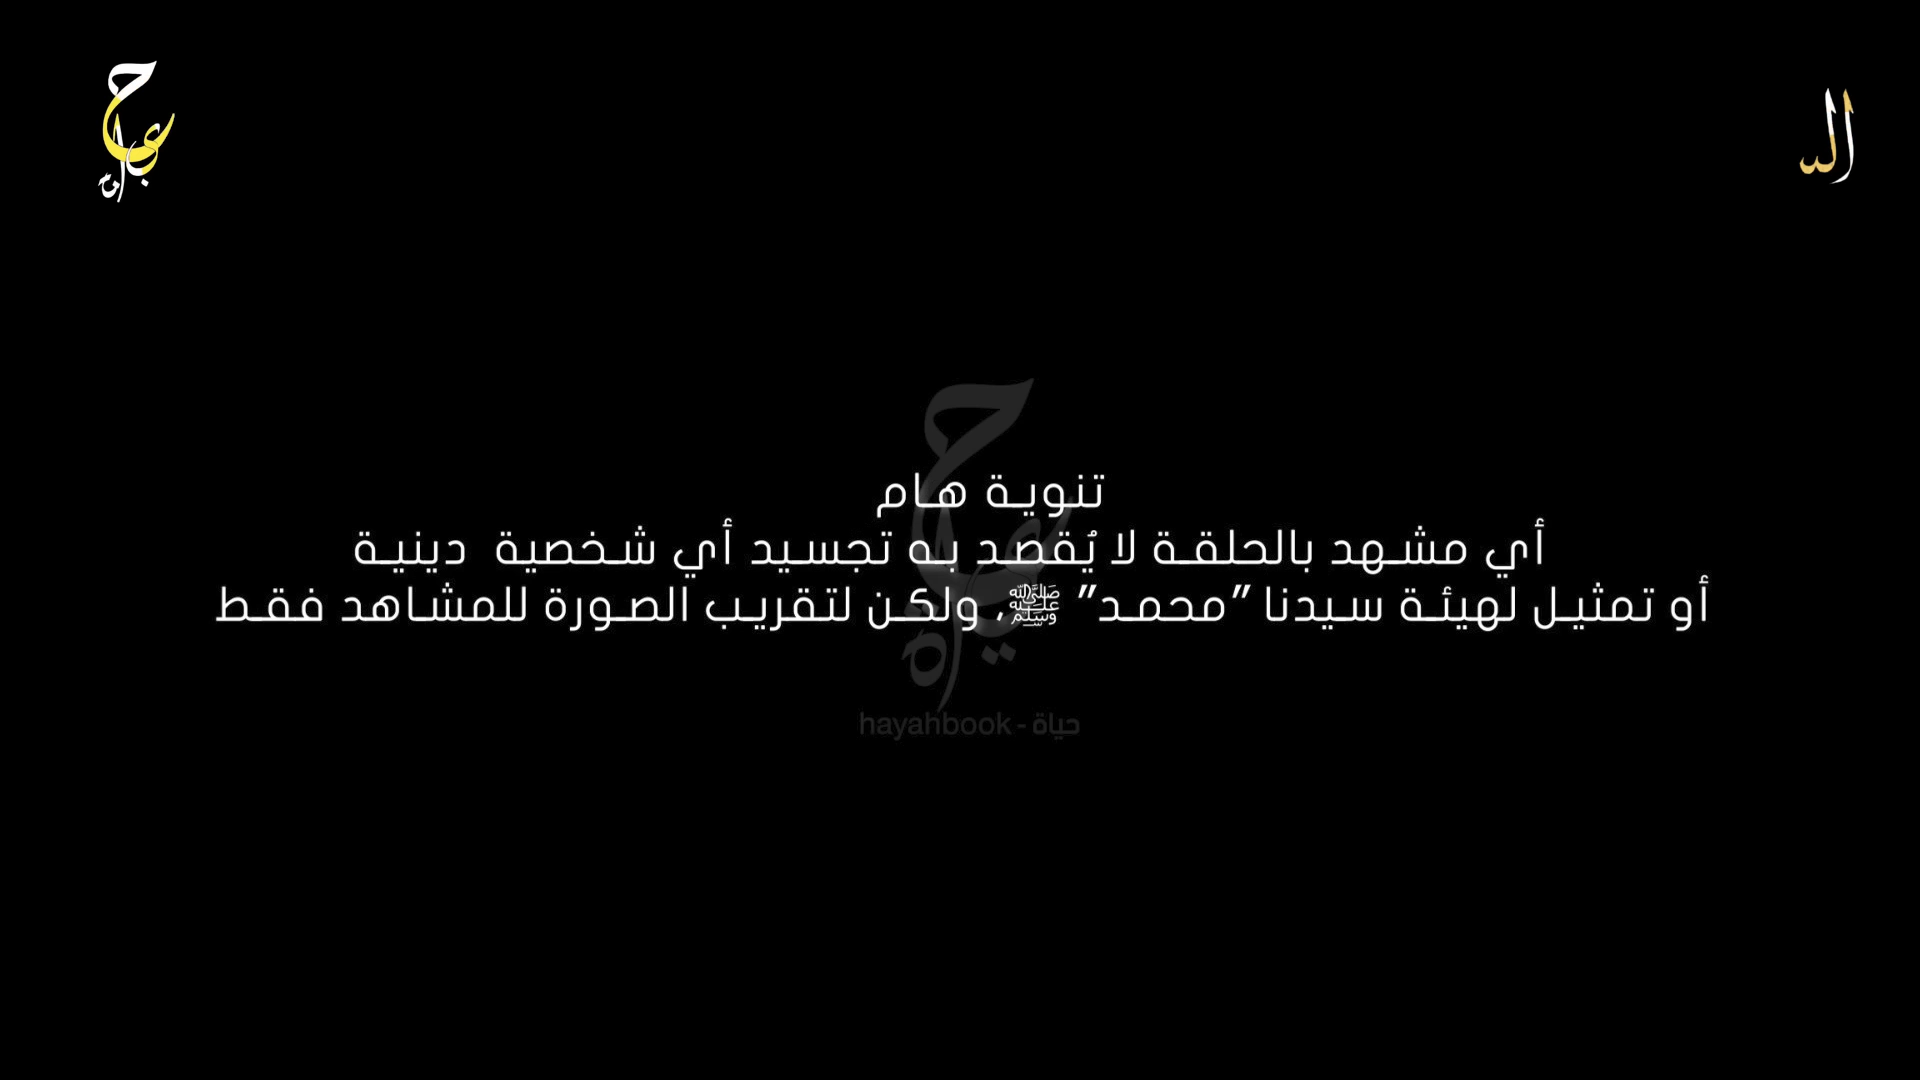 تنوية هام
أي مشهد بالحلقة لا يُقصد به تجسيد أي شخصية دينية
أو تمثيل لهيئة سيدنا "محمد" ﷺ، ولكن لتقريب الصورة للمشاهد فقط
حياة - hayahbook